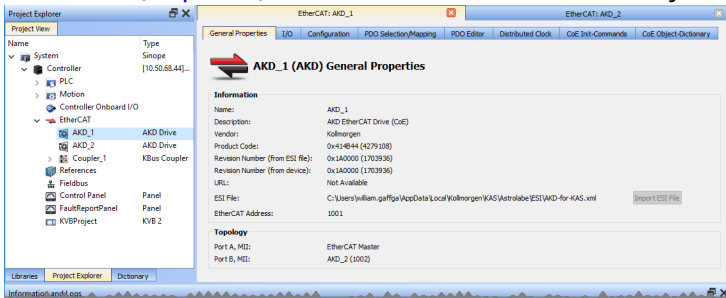 Project Explorer
Project View
Name Type
System Sinope
Controller [10.50.68.44]...
PLC
Motion
Controller Onboard I/O
EtherCAT
AKD_1 AKD Drive
AKD_2 AKD Drive
Coupler_1 KBus Coupler
References
Fieldbus
Control Panel Panel
FaultReportPanel Panel
KVBProject KVB 2
Libraries Project Explorer Dictionary
EtherCAT: AKD_1 EtherCAT: AKD_2
General Properties I/O Configuration PDO Selection/Mapping PDO Editor Distributed Clock CoE Init-Commands CoE Object-Dictionary
AKD_1 (AKD) General Properties
Information
Name: AKD_1
Description: AKD EtherCAT Drive (CoE)
Vendor: Kollmorgen
Product Code: 0x414B44 (4279108)
Revision Number (from ESI file): 0x1A0000 (1703936)
Revision Number (from device): 0x1A0000 (1703936)
URL: Not Available
ESI File: C:\Users\william.gaffga\AppData\Local\Kollmorgen\KAS\Astrolabe\ESI\AKD-for-KAS.xml Import ESI File
EtherCAT Address: 1001
Topology
Port A, MII: EtherCAT Master
Port B, MII: AKD_2 (1002)
Information and Logs